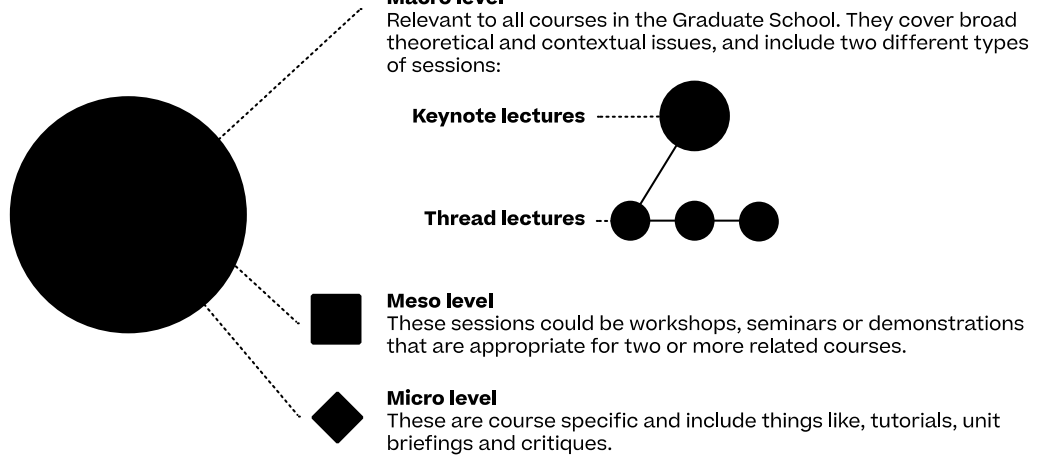 Macro level
Relevant to all courses in the Graduate School. They cover broad
theoretical and contextual issues, and include two different types
of sessions:
Keynote lectures
Thread lectures
Meso level
These sessions could be workshops, seminars or demonstrations
that are appropriate for two or more related courses.
Micro level
These are course specific and include things like, tutorials, unit
briefings and critiques.